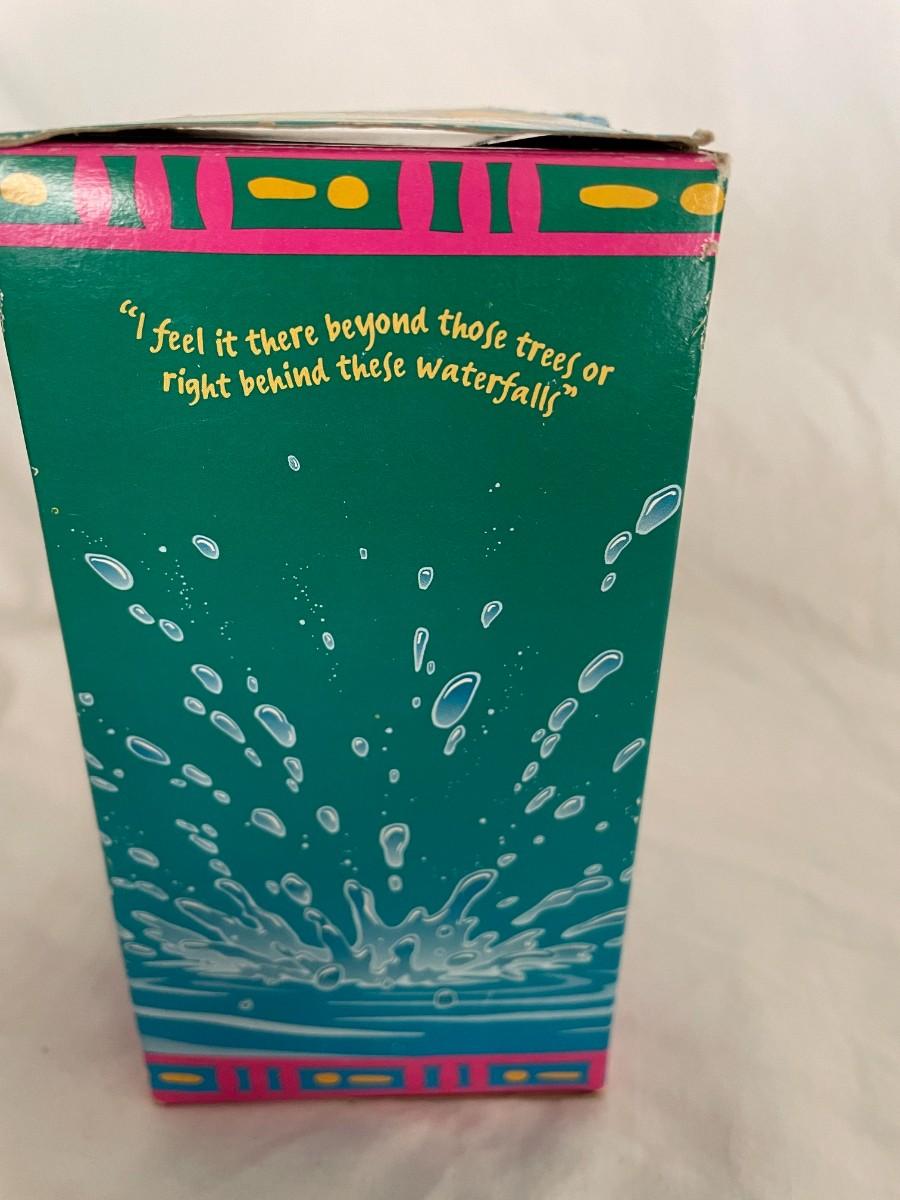 “I feel it there beyond those trees or
right behind these waterfalls”